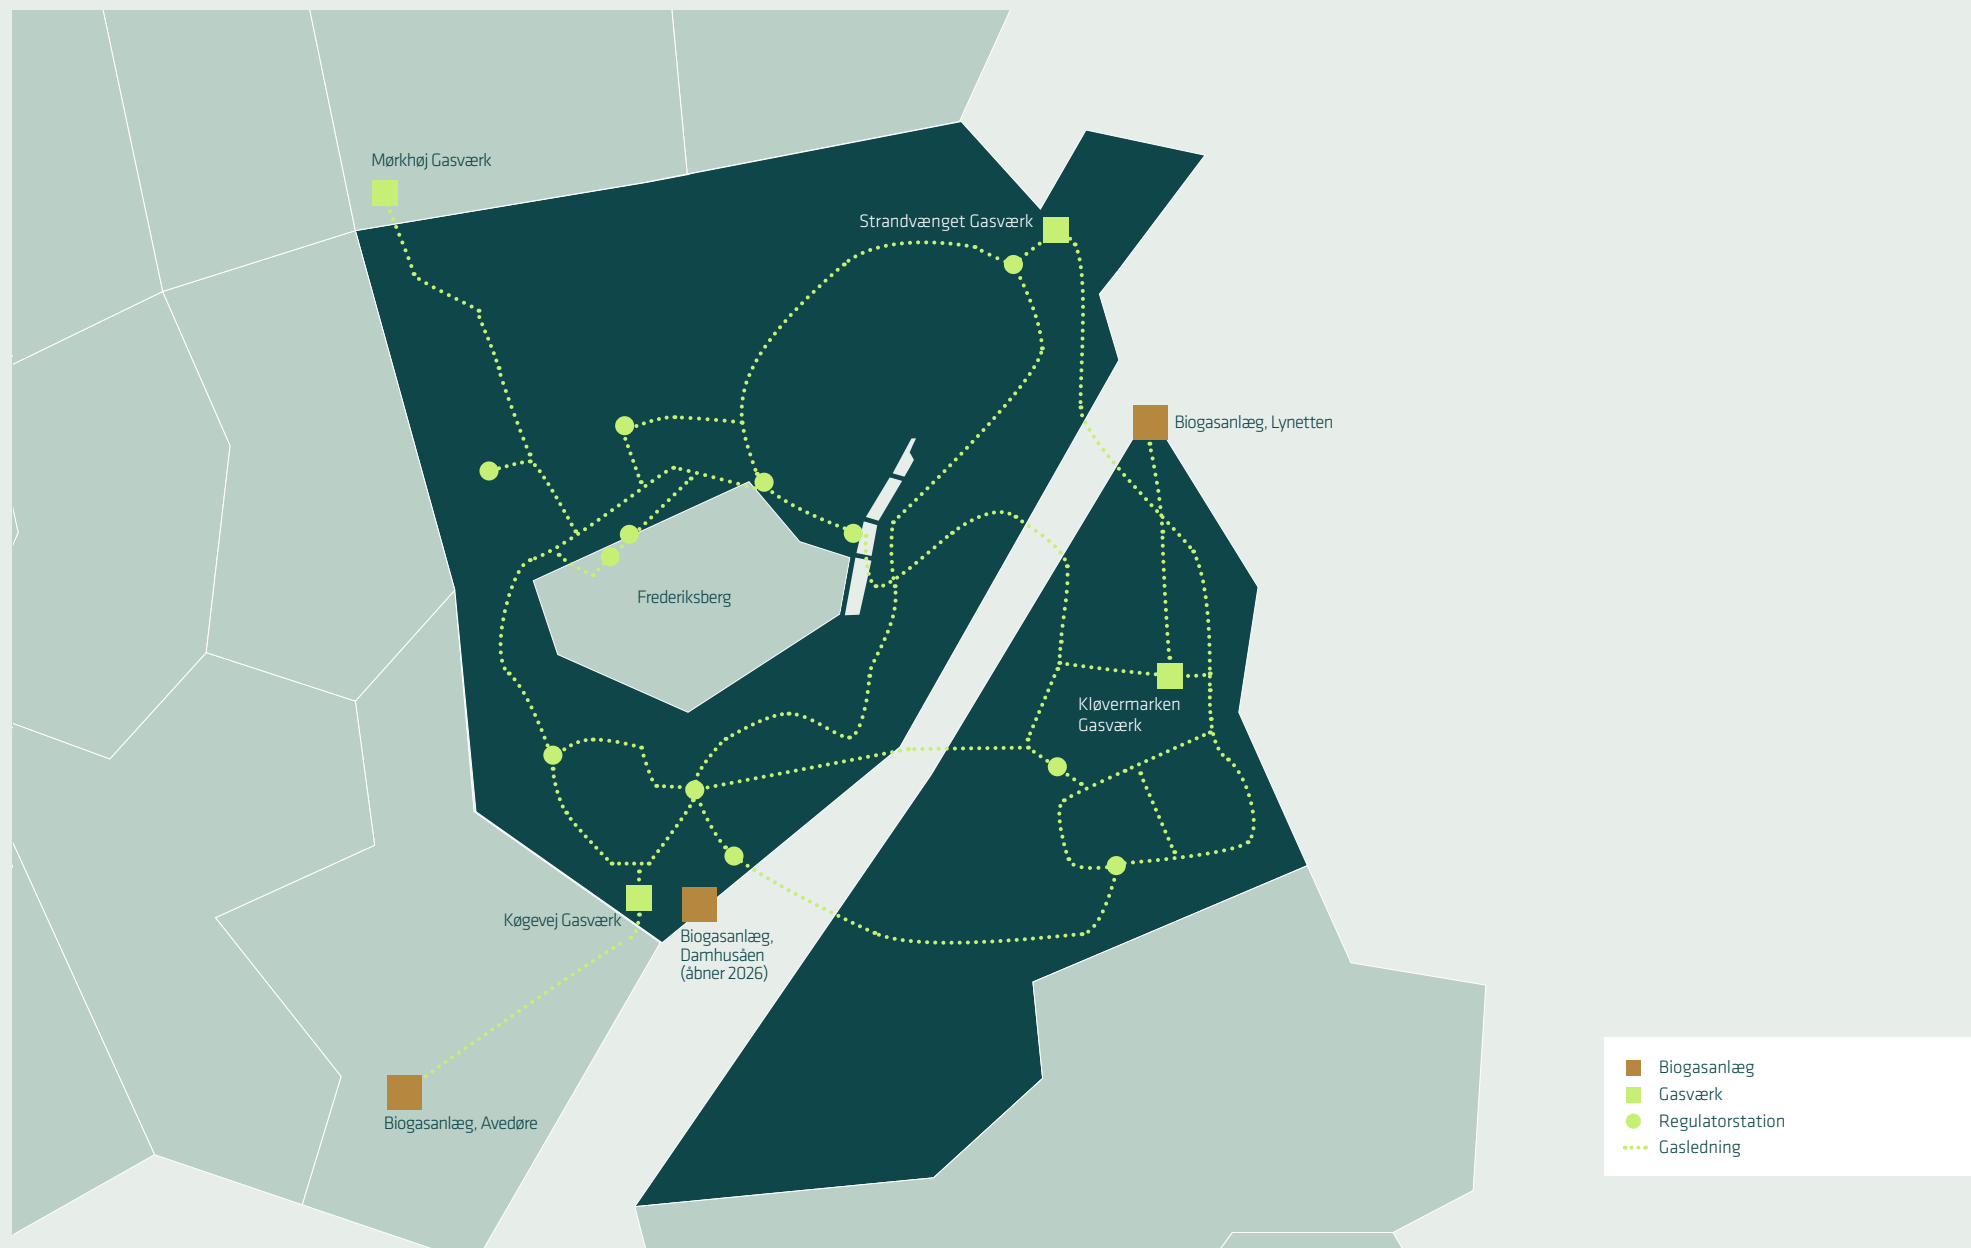 Mørkhøj Gasværk
Strandvænget Gasværk
Biogasanlæg, Lynetten
Frederiksberg
Kløvermarken
Gasværk
Køgevej Gasværk
Biogasanlæg,
Damhusåen
(åbner 2026)
Biogasanlæg, Avedøre
Biogasanlæg
Gasværk
Regulatorstation
Gasledning